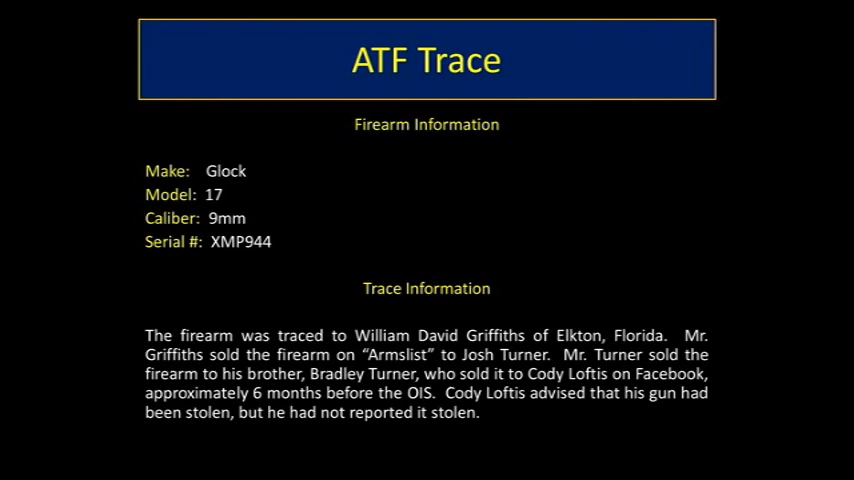 ATF Trace
Firearm Information
Make: Glock
Model: 17
Caliber: 9mm
Serial #: XMP944
Trace Information
The firearm was traced to William David Griffiths of Elkton, Florida. Mr.
Griffiths sold the firearm on “Armslist” to Josh Turner. Mr. Turner sold the
firearm to his brother, Bradley Turner, who sold it to Cody Loftis on Facebook,
approximately 6 months before the OIS. Cody Loftis advised that his gun had
been stolen, but he had not reported it stolen.